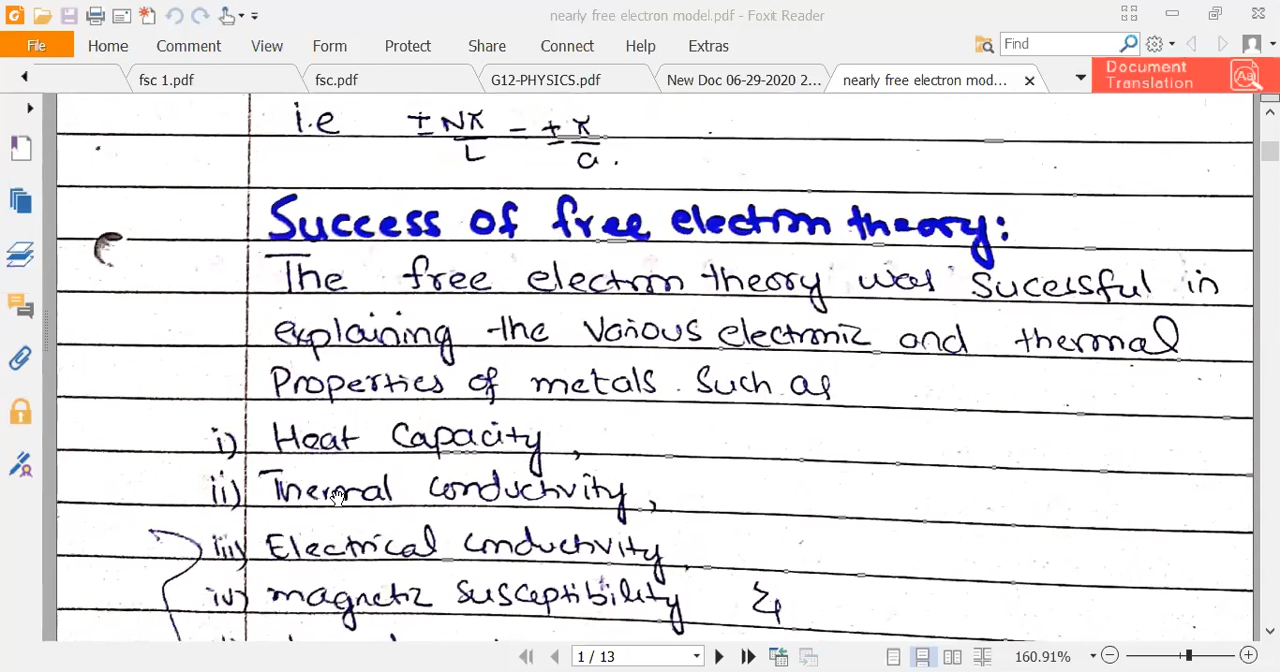 nearly free electron model.pdf - Foxit Reader
File Home Comment View Form Protect Share Connect Help Extras Find
fsc 1.pdf fsc.pdf G12-PHYSICS.pdf New Doc 06-29-2020 2... nearly free electron mod...
Document
Translation
i.e ± Nπ/L = ± π/a .
Success of free electron theory:
The free electron theory was sucessful in
explaining the various electronic and thermal
Properties of metals. Such as
i) Heat Capacity,
ii) Thermal conductivity,
iii) Electrical conductivity,
iv) magnetic susceptibility &
1 / 13 160.91%